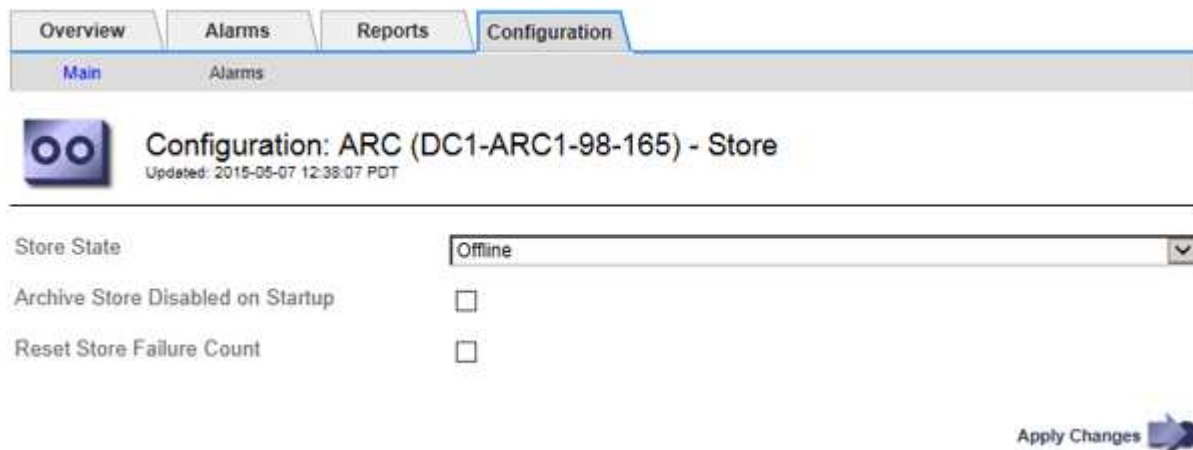 Overview Alarms Reports Configuration
Main Alarms
Configuration: ARC (DC1-ARC1-98-165) - Store
Updated: 2015-05-07 12:38:07 PDT
Store State Offline
Archive Store Disabled on Startup
Reset Store Failure Count
Apply Changes